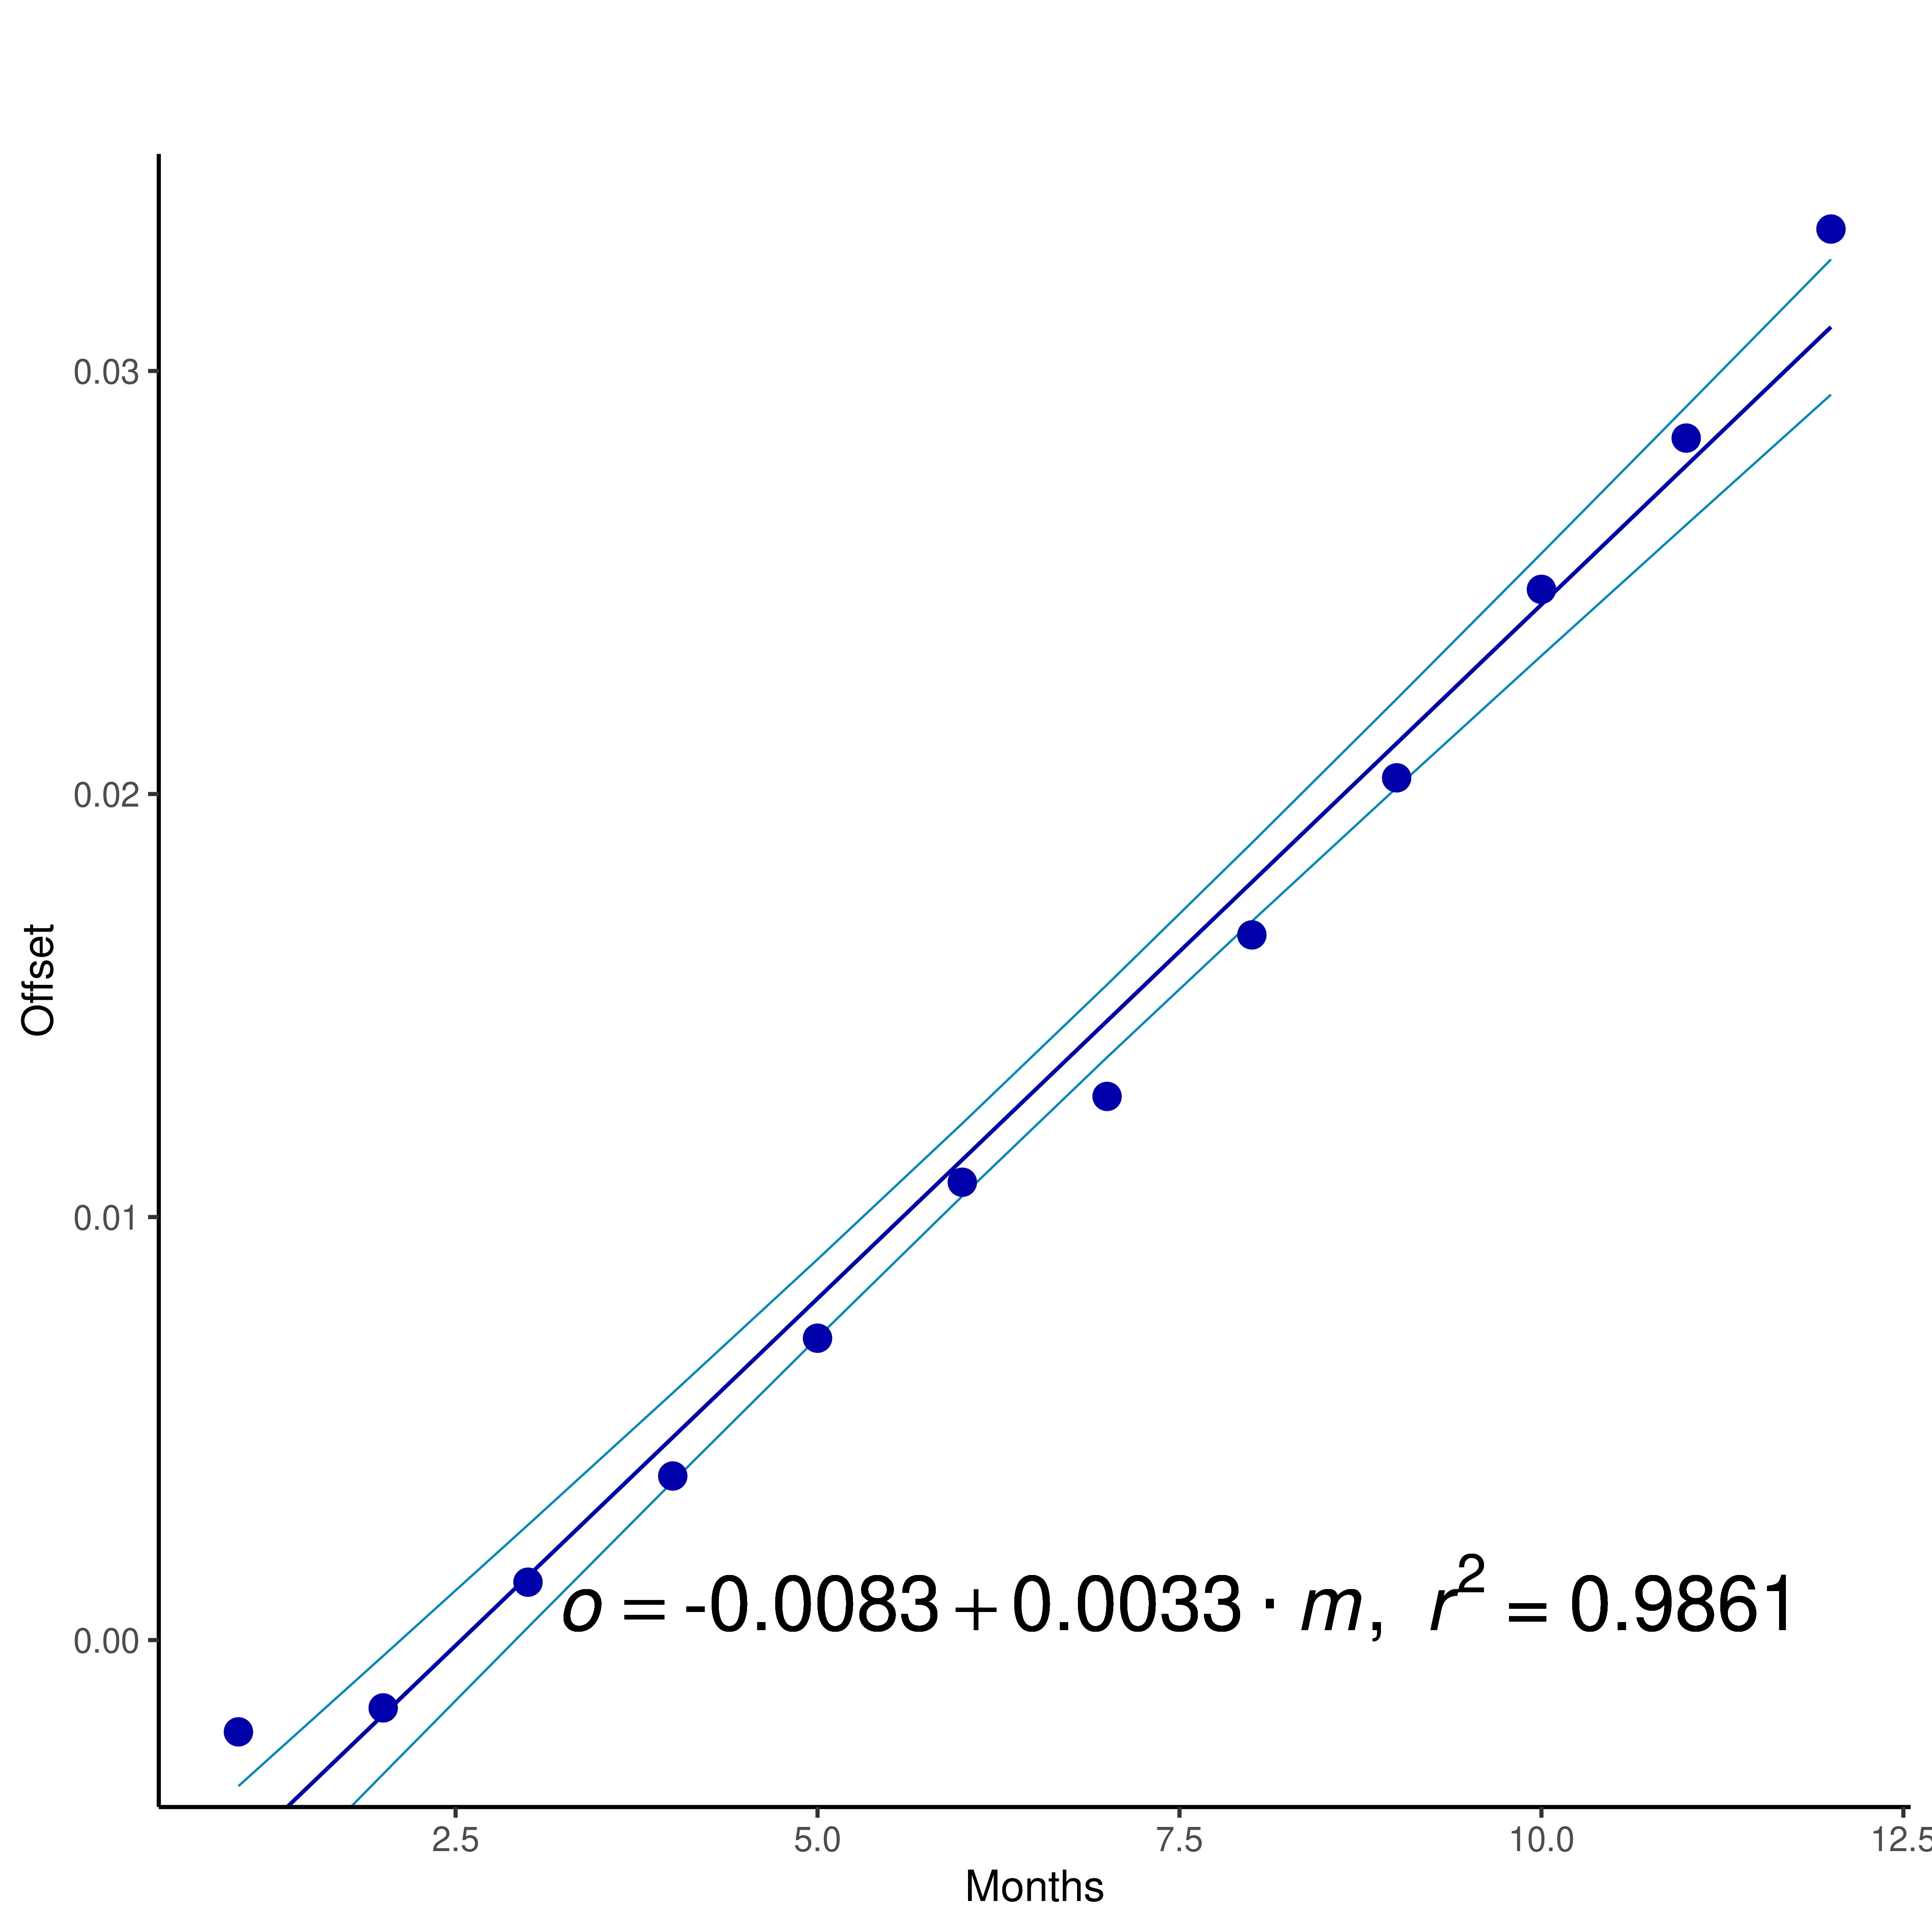 0.03
0.02
Offset
0.01
o = -0.0083 + 0.0033 · m, r² = 0.9861
0.00
2.5 5.0 7.5 10.0 12.5
Months